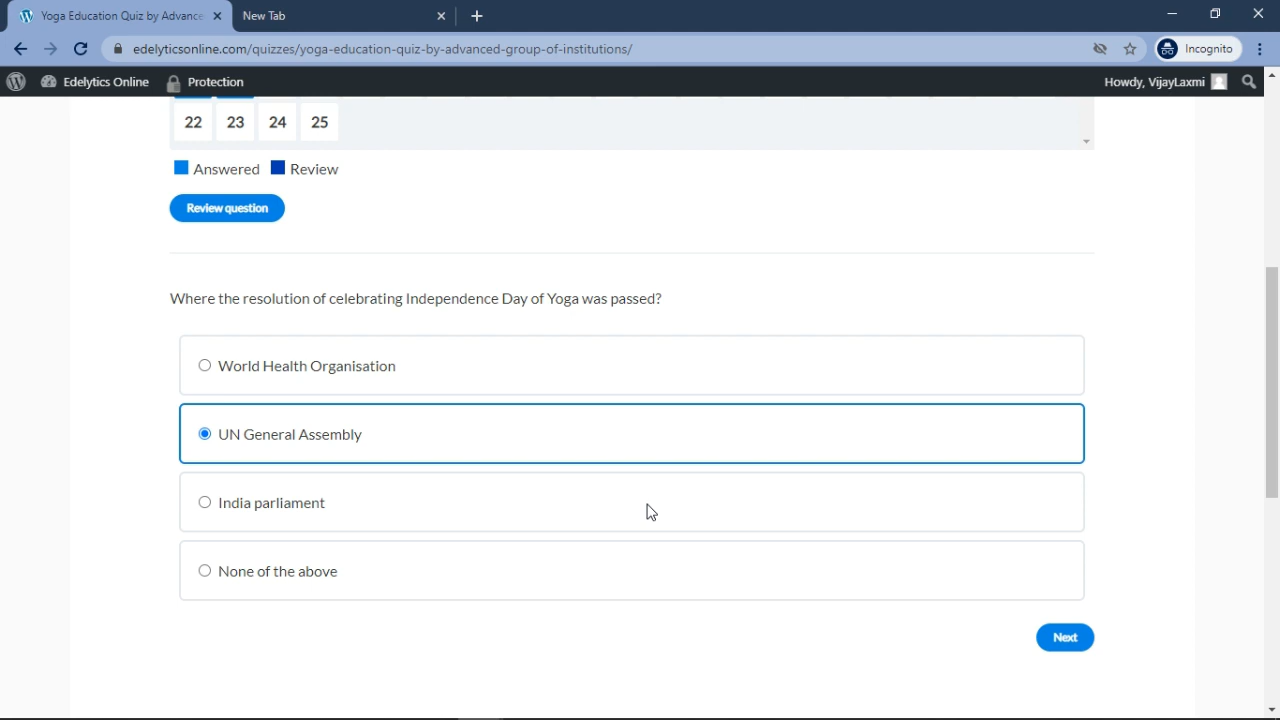 Yoga Education Quiz by Advance
New Tab
edelyticsonline.com/quizzes/yoga-education-quiz-by-advanced-group-of-institutions/
Incognito
Edelytics Online
Protection
Howdy, VijayLaxmi
22 23 24 25
Answered Review
Review question
Where the resolution of celebrating Independence Day of Yoga was passed?
World Health Organisation
UN General Assembly
India parliament
None of the above
Next